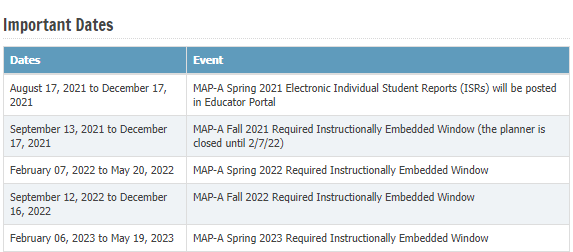 Important Dates
Dates Event
August 17, 2021 to December 17, MAP-A Spring 2021 Electronic Individual Student Reports (ISRs) will be posted
2021 in Educator Portal
September 13, 2021 to December MAP-A Fall 2021 Required Instructionally Embedded Window (the planner is
17, 2021 closed until 2/7/22)
February 07, 2022 to May 20, 2022 MAP-A Spring 2022 Required Instructionally Embedded Window
September 12, 2022 to December MAP-A Fall 2022 Required Instructionally Embedded Window
16, 2022
February 06, 2023 to May 19, 2023 MAP-A Spring 2023 Required Instructionally Embedded Window